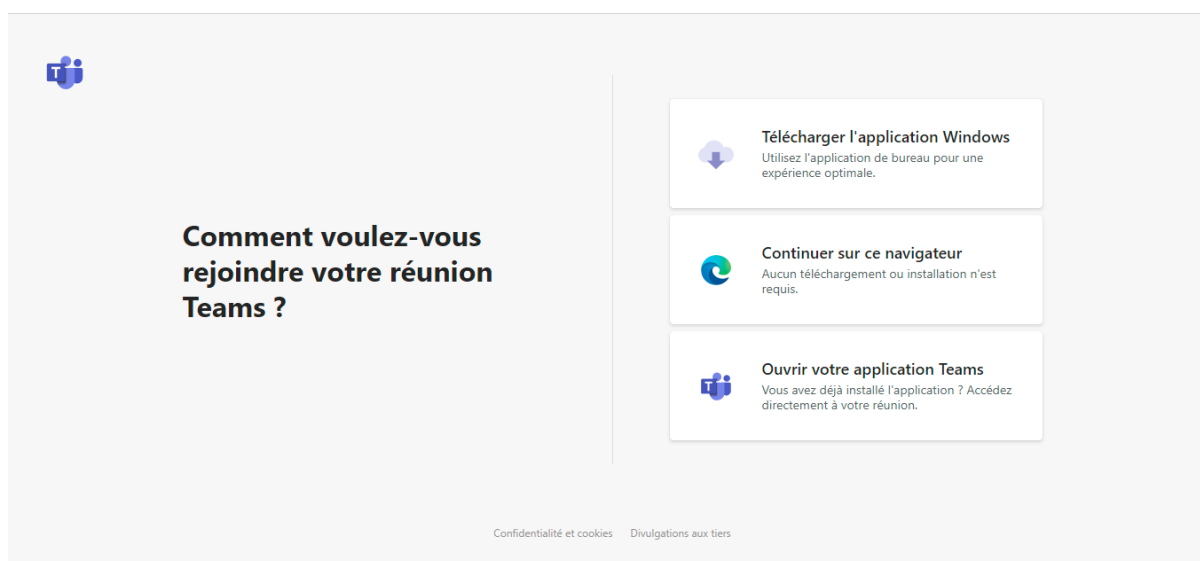 Comment voulez-vous
rejoindre votre réunion
Teams ?
Télécharger l'application Windows
Utilisez l'application de bureau pour une
expérience optimale.
Continuer sur ce navigateur
Aucun téléchargement ou installation n'est
requis.
Ouvrir votre application Teams
Vous avez déjà installé l'application ? Accédez
directement à votre réunion.
Confidentialité et cookies Divulgations aux tiers